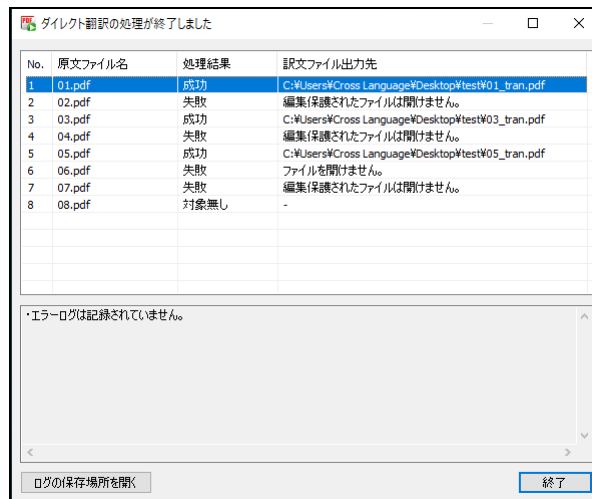 ダイレクト翻訳の処理が終了しました
No. 原文ファイル名 処理結果 訳文ファイル出力先
1 01.pdf 成功 C:¥Users¥Cross Language¥Desktop¥test¥01_tran.pdf
2 02.pdf 失敗 編集保護されたファイルは開けません。
3 03.pdf 成功 C:¥Users¥Cross Language¥Desktop¥test¥03_tran.pdf
4 04.pdf 失敗 編集保護されたファイルは開けません。
5 05.pdf 成功 C:¥Users¥Cross Language¥Desktop¥test¥05_tran.pdf
6 06.pdf 失敗 ファイルを開けません。
7 07.pdf 失敗 編集保護されたファイルは開けません。
8 08.pdf 対象無し -
・エラーログは記録されていません。
ログの保存場所を開く 終了